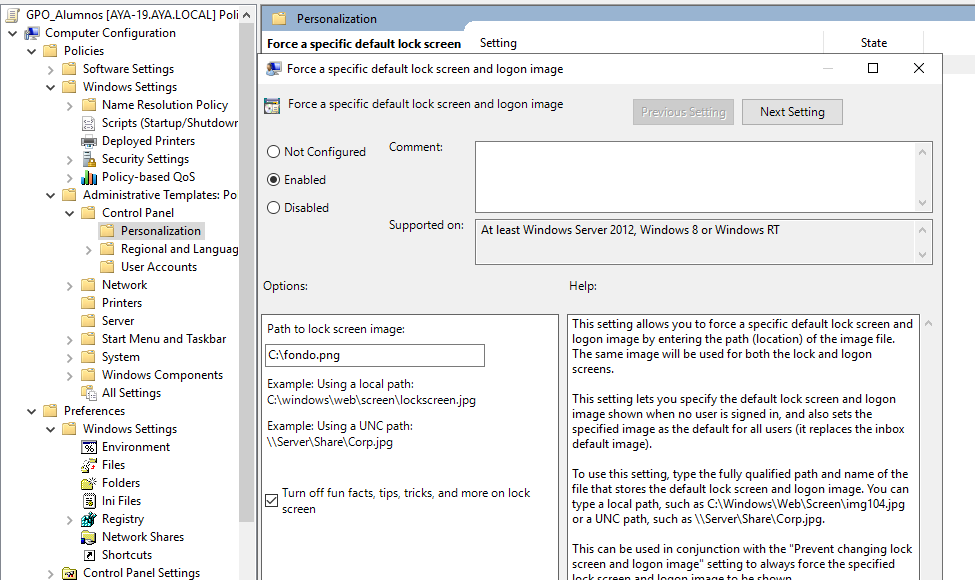 GPO_Alumnos [AYA-19.AYA.LOCAL] Poli
Computer Configuration
Policies
Software Settings
Windows Settings
Name Resolution Policy
Scripts (Startup/Shutdown
Deployed Printers
Security Settings
Policy-based QoS
Administrative Templates: Po
Control Panel
Personalization
Regional and Languag
User Accounts
Network
Printers
Server
Start Menu and Taskbar
System
Windows Components
All Settings
Preferences
Windows Settings
Environment
Files
Folders
Ini Files
Registry
Network Shares
Shortcuts
Control Panel Settings
Personalization
Force a specific default lock screen
Setting
State
Force a specific default lock screen and logon image
Force a specific default lock screen and logon image
Previous Setting
Next Setting
Not Configured
Enabled
Disabled
Comment:
Supported on:
At least Windows Server 2012, Windows 8 or Windows RT
Options:
Help:
Path to lock screen image:
C:\fondo.png
Example: Using a local path:
C:\windows\web\screen\lockscreen.jpg
Example: Using a UNC path:
\\Server\Share\Corp.jpg
Turn off fun facts, tips, tricks, and more on lock
screen
This setting allows you to force a specific default lock screen and
logon image by entering the path (location) of the image file.
The same image will be used for both the lock and logon
screens.
This setting lets you specify the default lock screen and logon
image shown when no user is signed in, and also sets the
specified image as the default for all users (it replaces the inbox
default image).
To use this setting, type the fully qualified path and name of the
file that stores the default lock screen and logon image. You can
type a local path, such as C:\Windows\Web\Screen\img104.jpg
or a UNC path, such as \\Server\Share\Corp.jpg.
This can be used in conjunction with the "Prevent changing lock
screen and logon image" setting to always force the specified
lock screen and logon image to be shown.